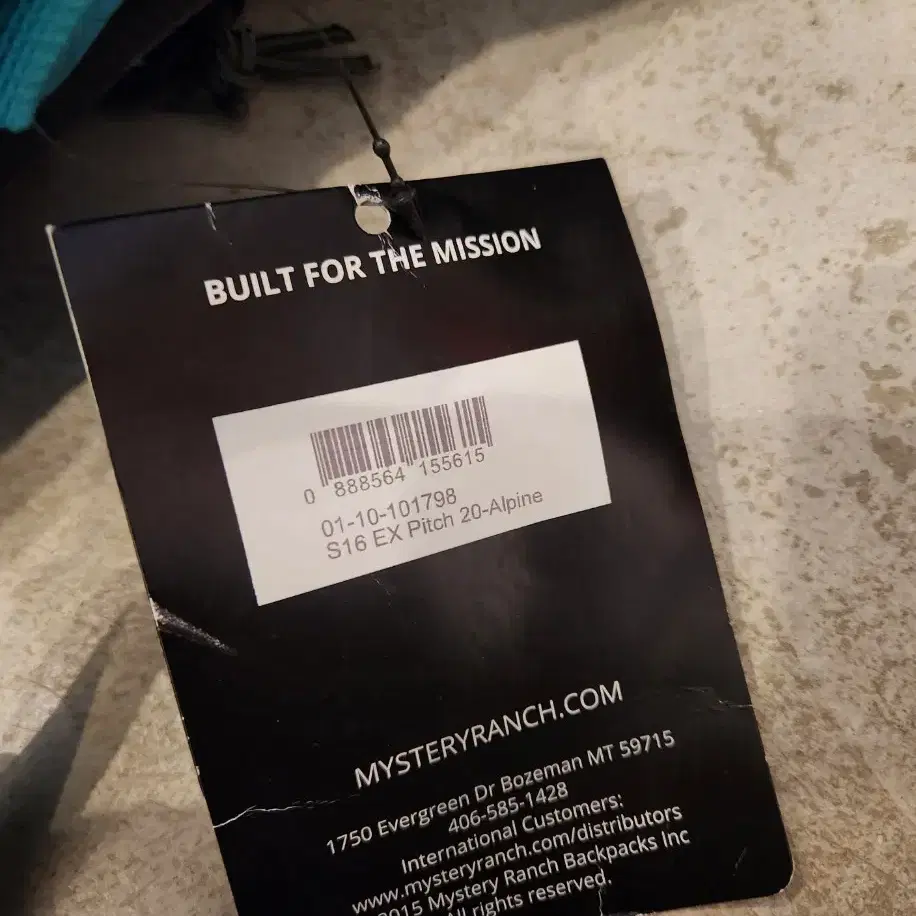 BUILT FOR THE MISSION
0 888564 155615
01-10-101798
S16 EX Pitch 20-Alpine
MYSTERYRANCH.COM
1750 Evergreen Dr Bozeman MT 59715
406-585-1428
International Customers:
www.mysteryranch.com/distributors
2015 Mystery Ranch Backpacks Inc
All rights reserved.